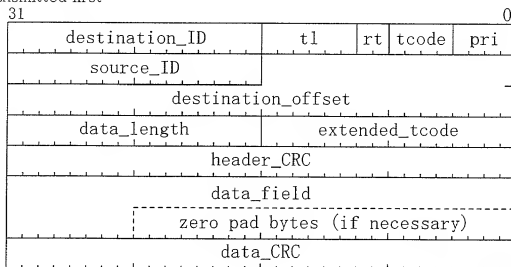 31 0
destination_ID tl rt tcode pri
source_ID
destination_offset
data_length extended_tcode
header_CRC
data_field
zero pad bytes (if necessary)
data_CRC